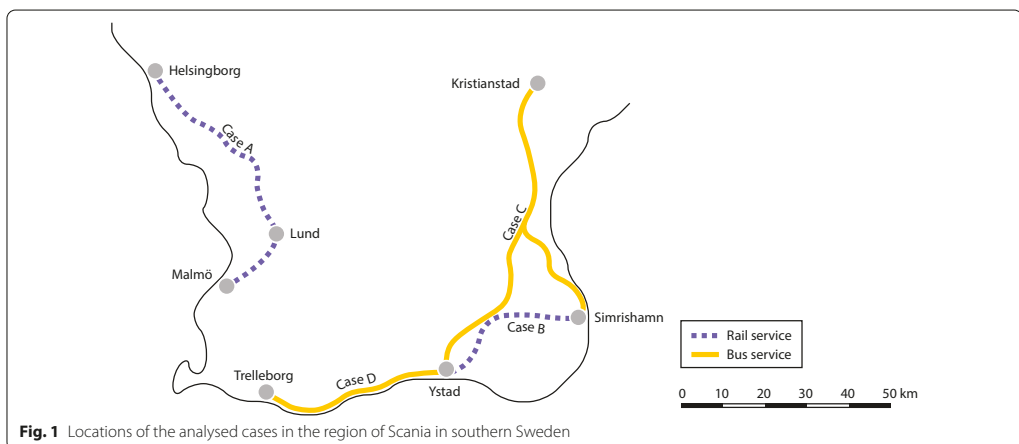 Helsingborg
Case A
Lund
Malmö
Kristianstad
Case C
Simrishamn
Case B
Ystad
Case D
Trelleborg
Rail service
Bus service
0 10 20 30 40 50 km
Fig. 1 Locations of the analysed cases in the region of Scania in southern Sweden